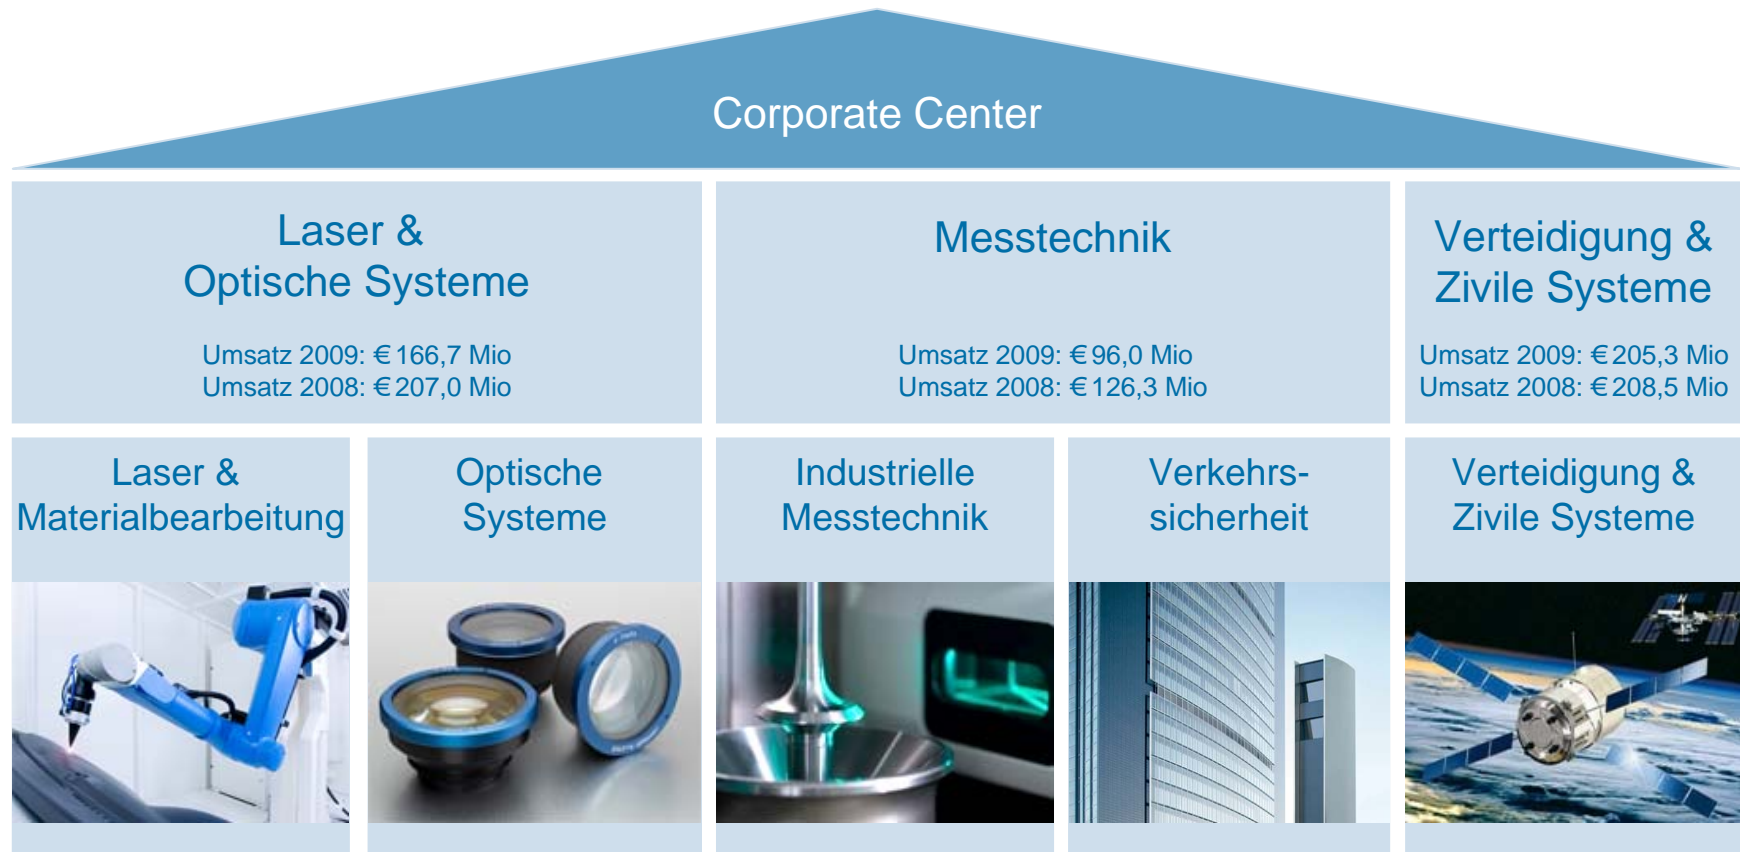 Corporate Center
Laser &
Optische Systeme
Umsatz 2009: € 166,7 Mio
Umsatz 2008: € 207,0 Mio
Messtechnik
Umsatz 2009: € 96,0 Mio
Umsatz 2008: € 126,3 Mio
Verteidigung &
Zivile Systeme
Umsatz 2009: € 205,3 Mio
Umsatz 2008: € 208,5 Mio
Laser &
Materialbearbeitung
Optische
Systeme
Industrielle
Messtechnik
Verkehrs-
sicherheit
Verteidigung &
Zivile Systeme